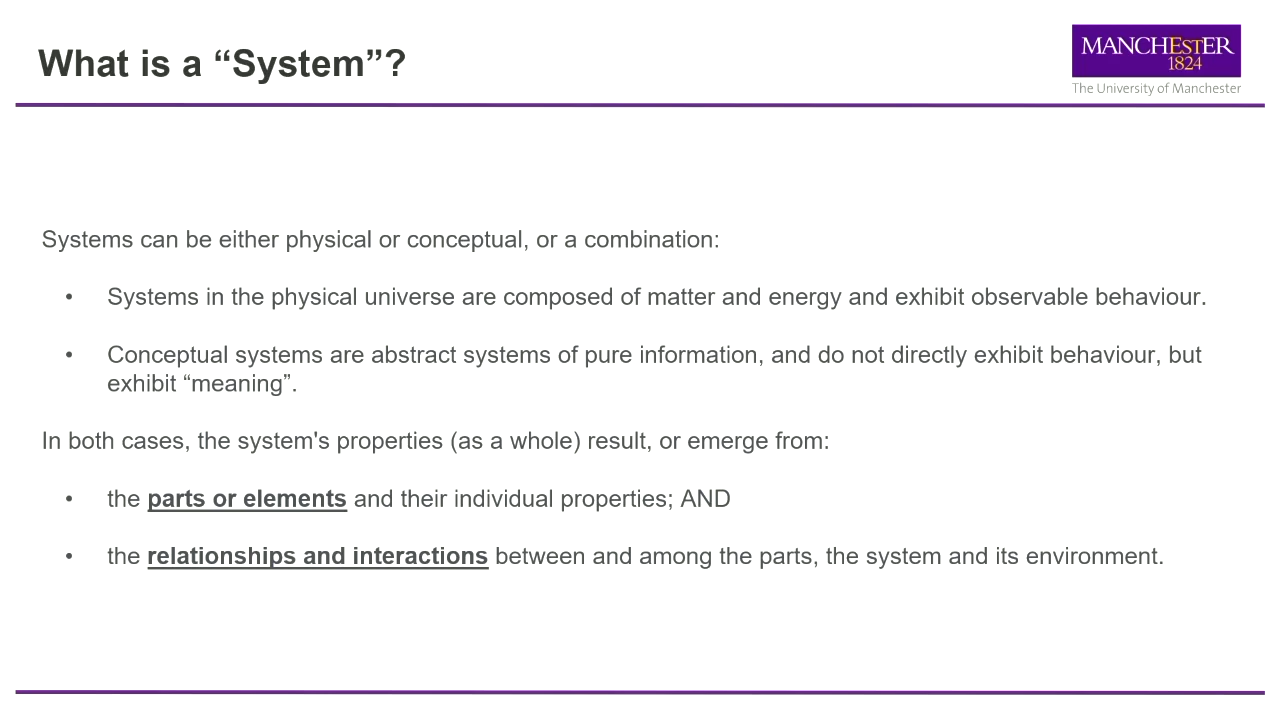 What is a “System”?
MANCHESTER
1824
The University of Manchester
Systems can be either physical or conceptual, or a combination:
• Systems in the physical universe are composed of matter and energy and exhibit observable behaviour.
• Conceptual systems are abstract systems of pure information, and do not directly exhibit behaviour, but
exhibit “meaning”.
In both cases, the system's properties (as a whole) result, or emerge from:
• the parts or elements and their individual properties; AND
• the relationships and interactions between and among the parts, the system and its environment.